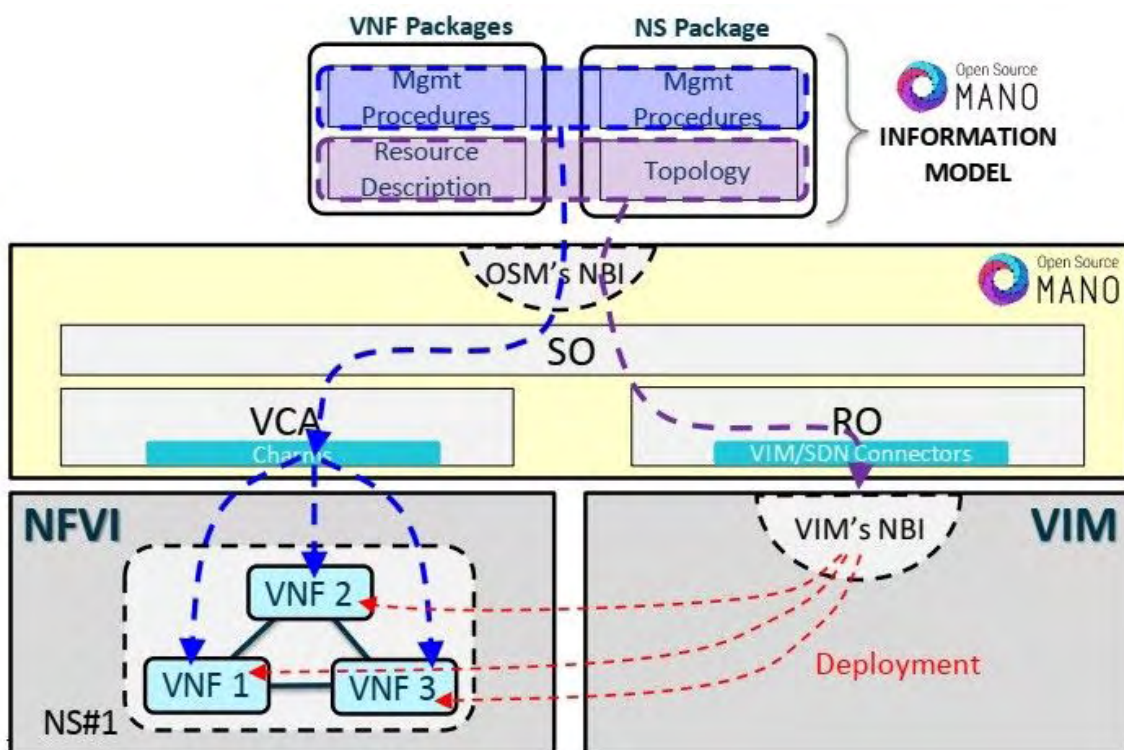 VNF Packages
NS Package
Mgmt
Procedures
Mgmt
Procedures
Resource
Description
Topology
Open Source
MANO
INFORMATION
MODEL
OSM's NBI
Open Source
MANO
SO
VCA
Charms
RO
VIM/SDN Connectors
NFVI
VIM's NBI
VIM
VNF 2
VNF 1
VNF 3
Deployment
NS#1